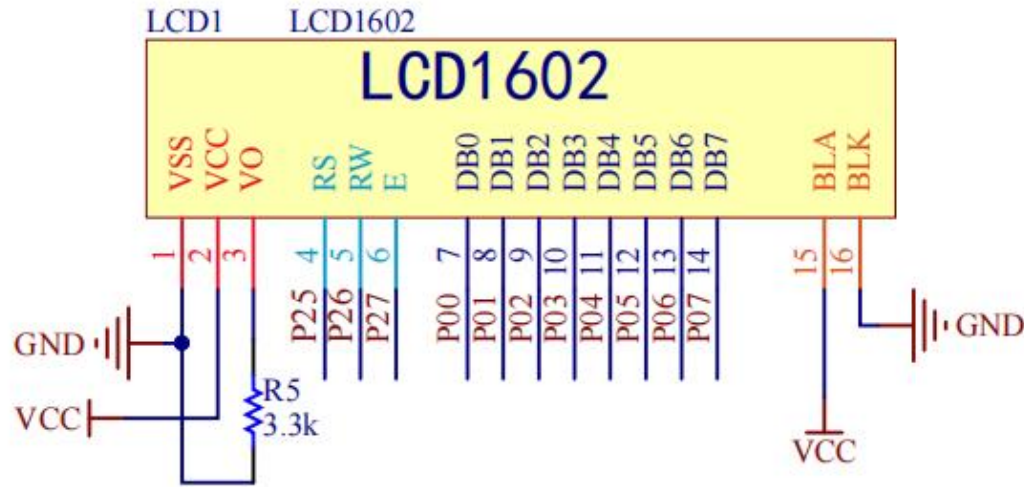 LCD1 LCD1602
LCD1602
VSS VCC VO RS RW E DB0 DB1 DB2 DB3 DB4 DB5 DB6 DB7 BLA BLK
1 2 3 4 5 6 7 8 9 10 11 12 13 14 15 16
P25 P26 P27 P00 P01 P02 P03 P04 P05 P06 P07
GND GND
R5
VCC 3.3k
VCC